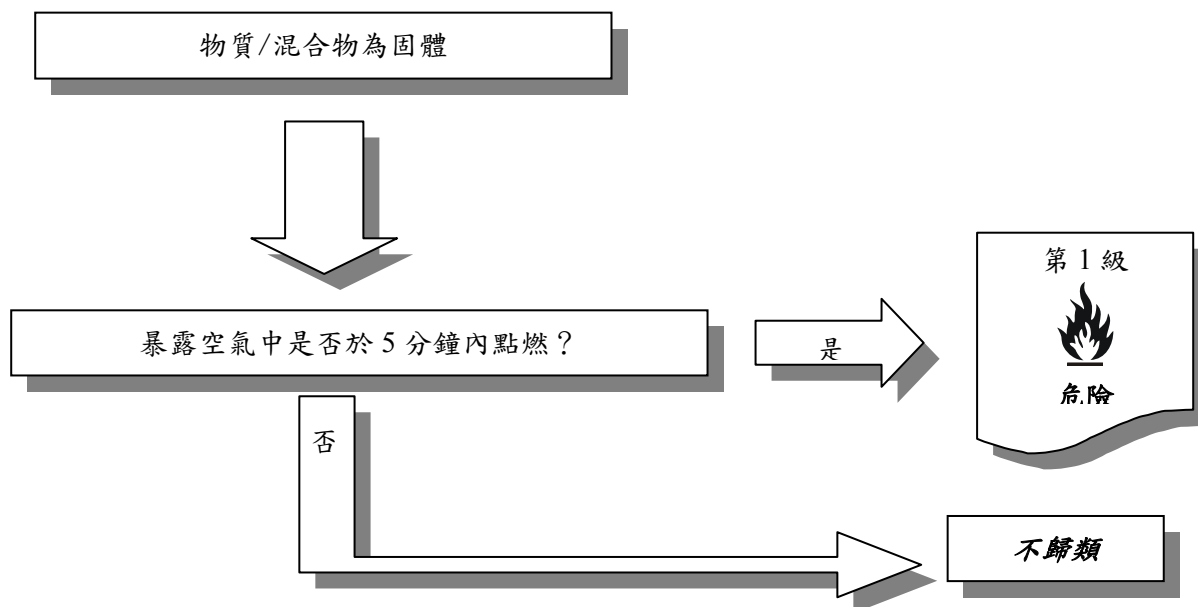 物質/混合物為固體
第 1 級
暴露空氣中是否於 5 分鐘內點燃？
是
危險
否
不歸類